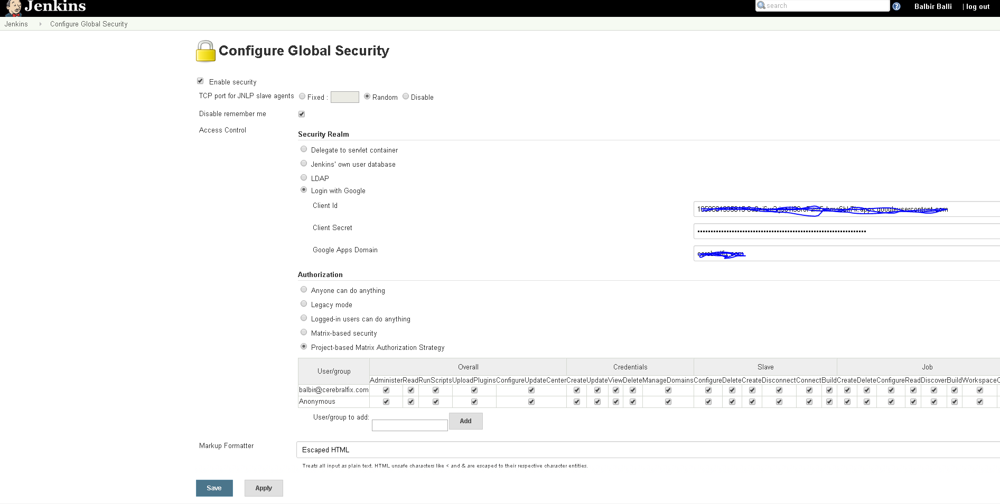 Jenkins
search
Balbir Balli | log out
Jenkins Configure Global Security
Configure Global Security
Enable security
TCP port for JNLP slave agents Fixed : Random Disable
Disable remember me
Access Control
Security Realm
Delegate to servlet container
Jenkins' own user database
LDAP
Login with Google
Client Id
Client Secret
Google Apps Domain
Authorization
Anyone can do anything
Legacy mode
Logged-in users can do anything
Matrix-based security
Project-based Matrix Authorization Strategy
User/group Overall Credentials Slave Job
Administer Read RunScripts UploadPlugins ConfigureUpdateCenter Create Update View Delete ManageDomains Configure Delete Create Disconnect Connect Build Create Delete Configure Read Discover Build Workspace
balbir@cerebralfix.com
Anonymous
User/group to add: Add
Markup Formatter
Escaped HTML
Treats all input as plain text. HTML unsafe characters like < and & are escaped to their respective character entities.
Save Apply